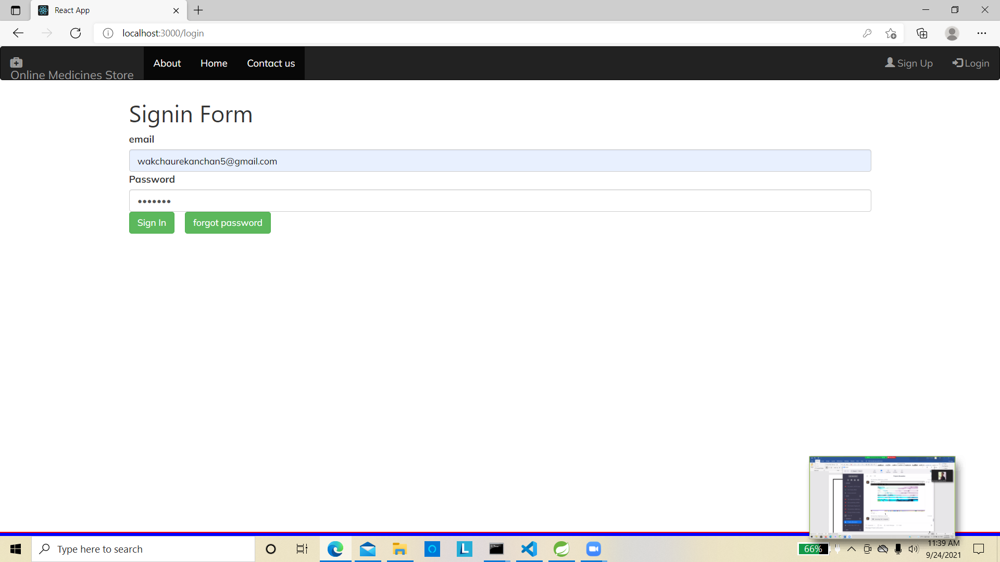 React App
localhost:3000/login
Online Medicines Store
About Home Contact us
Sign Up Login
Signin Form
email
wakchaurekanchan5@gmail.com
Password
Sign In forgot password
Type here to search
66%
11:39 AM
9/24/2021